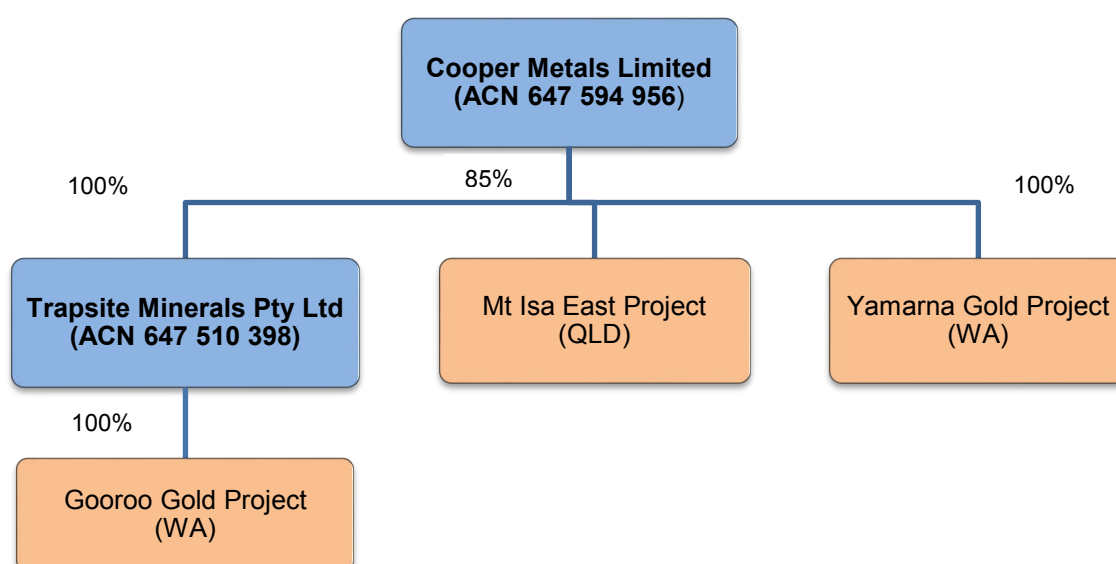 Cooper Metals Limited
(ACN 647 594 956)
100%
85%
100%
Trapsite Minerals Pty Ltd
(ACN 647 510 398)
Mt Isa East Project
(QLD)
Yamarna Gold Project
(WA)
100%
Gooroo Gold Project
(WA)